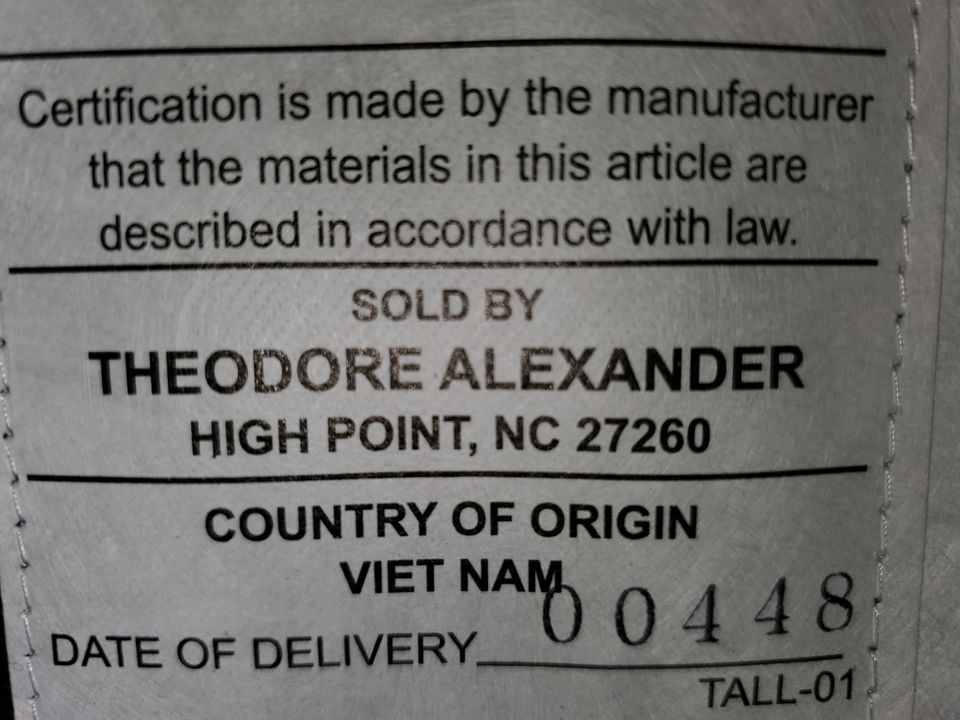 Certification is made by the manufacturer
that the materials in this article are
described in accordance with law.
SOLD BY
THEODORE ALEXANDER
HIGH POINT, NC 27260
COUNTRY OF ORIGIN
VIET NAM
DATE OF DELIVERY 00448
TALL-01